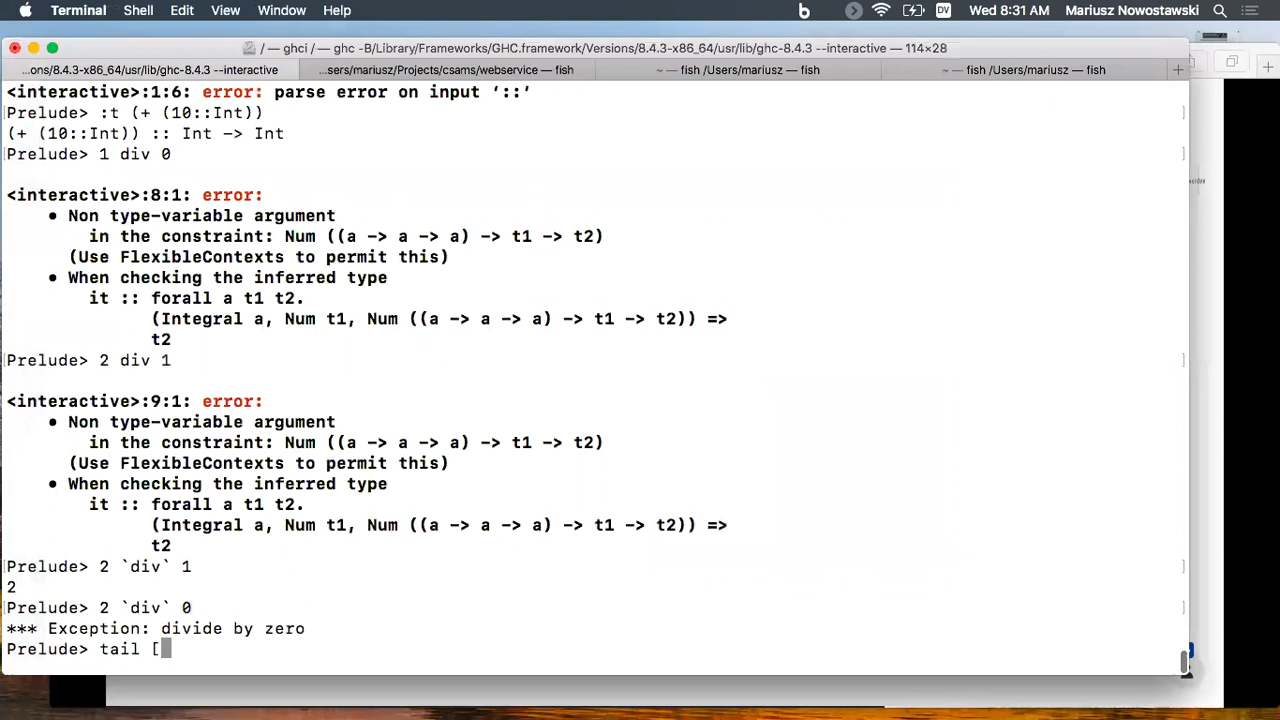 Terminal Shell Edit View Window Help DV Wed 8:31 AM Mariusz Nowostawski
/ — ghci / — ghc -B/Library/Frameworks/GHC.framework/Versions/8.4.3-x86_64/usr/lib/ghc-8.4.3 --interactive — 114×28
...ons/8.4.3-x86_64/usr/lib/ghc-8.4.3 --interactive ...sers/mariusz/Projects/csams/webservice — fish ~ — fish /Users/mariusz — fish ~ — fish /Users/mariusz — fish
<interactive>:1:6: error: parse error on input ‘::’
Prelude> :t (+ (10::Int))
(+ (10::Int)) :: Int -> Int
Prelude> 1 div 0
<interactive>:8:1: error:
• Non type-variable argument
in the constraint: Num ((a -> a -> a) -> t1 -> t2)
(Use FlexibleContexts to permit this)
• When checking the inferred type
it :: forall a t1 t2.
(Integral a, Num t1, Num ((a -> a -> a) -> t1 -> t2)) =>
t2
Prelude> 2 div 1
<interactive>:9:1: error:
• Non type-variable argument
in the constraint: Num ((a -> a -> a) -> t1 -> t2)
(Use FlexibleContexts to permit this)
• When checking the inferred type
it :: forall a t1 t2.
(Integral a, Num t1, Num ((a -> a -> a) -> t1 -> t2)) =>
t2
Prelude> 2 `div` 1
2
Prelude> 2 `div` 0
*** Exception: divide by zero
Prelude> tail [